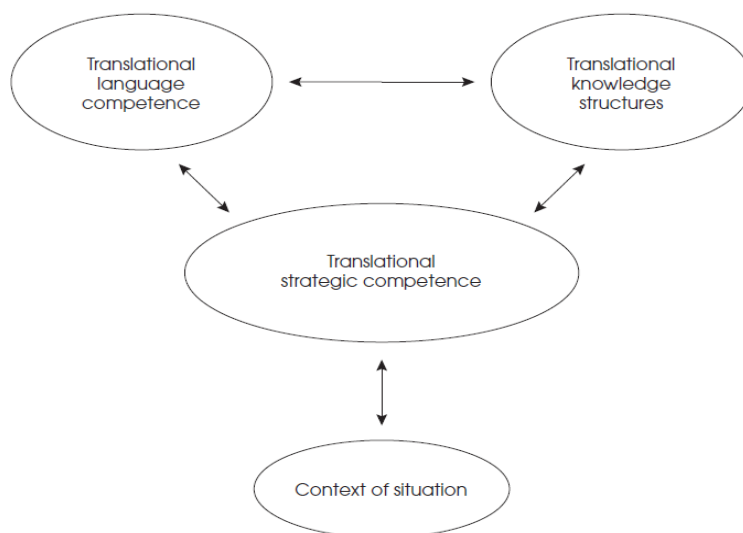 Translational
language
competence
Translational
knowledge
structures
Translational
strategic competence
Context of situation